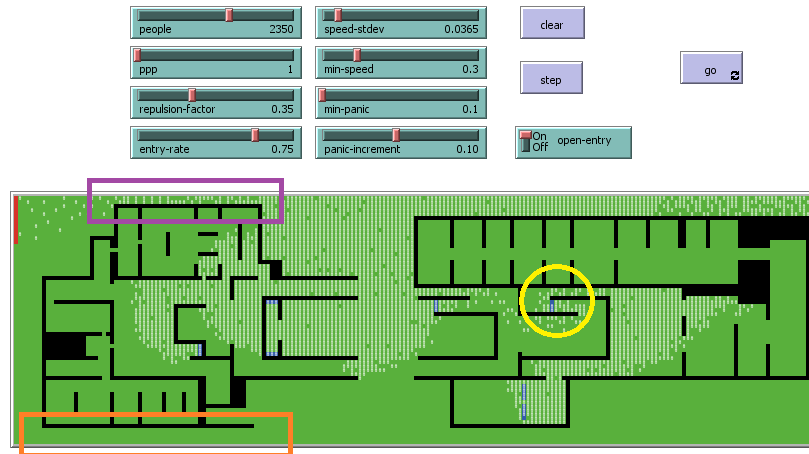 people 2350
speed-stdev 0.0365
clear
ppp 1
min-speed 0.3
step
go
repulsion-factor 0.35
min-panic 0.1
entry-rate 0.75
panic-increment 0.10
On
Off
open-entry